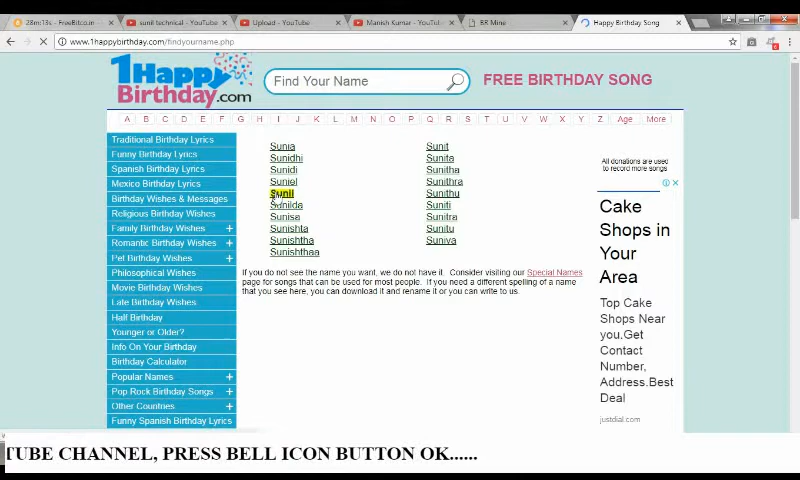 28m:13s - FreeBitco.in
sunil technical - YouTube
Upload - YouTube
Manish Kumar - YouTu
BR Mine
Happy Birthday Song
www.1happybirthday.com/findyourname.php
1Happy
Birthday.com
Find Your Name
FREE BIRTHDAY SONG
A B C D E F G H I J K L M N O P Q R S T U V W X Y Z Age More
Traditional Birthday Lyrics
Funny Birthday Lyrics
Spanish Birthday Lyrics
Mexico Birthday Lyrics
Birthday Wishes & Messages
Religious Birthday Wishes
Family Birthday Wishes +
Romantic Birthday Wishes +
Pet Birthday Wishes +
Philosophical Wishes
Movie Birthday Wishes
Late Birthday Wishes
Half Birthday
Younger or Older?
Info On Your Birthday
Birthday Calculator
Popular Names +
Pop Rock Birthday Songs +
Other Countries +
Funny Spanish Birthday Lyrics
Sunia
Sunidhi
Sunidi
Suniel
Sunil
Sunilda
Sunisa
Sunishta
Sunishtha
Sunishthaa
Sunit
Sunita
Sunitha
Sunithra
Sunithu
Suniti
Sunitra
Sunitu
Suniva
If you do not see the name you want, we do not have it. Consider visiting our Special Names
page for songs that can be used for most people. If you need a different spelling of a name
that you see here, you can download it and rename it or you can write to us.
All donations are used
to record more songs
Cake
Shops in
Your
Area
Top Cake
Shops Near
you.Get
Contact
Number,
Address.Best
Deal
justdial.com
TUBE CHANNEL, PRESS BELL ICON BUTTON OK......